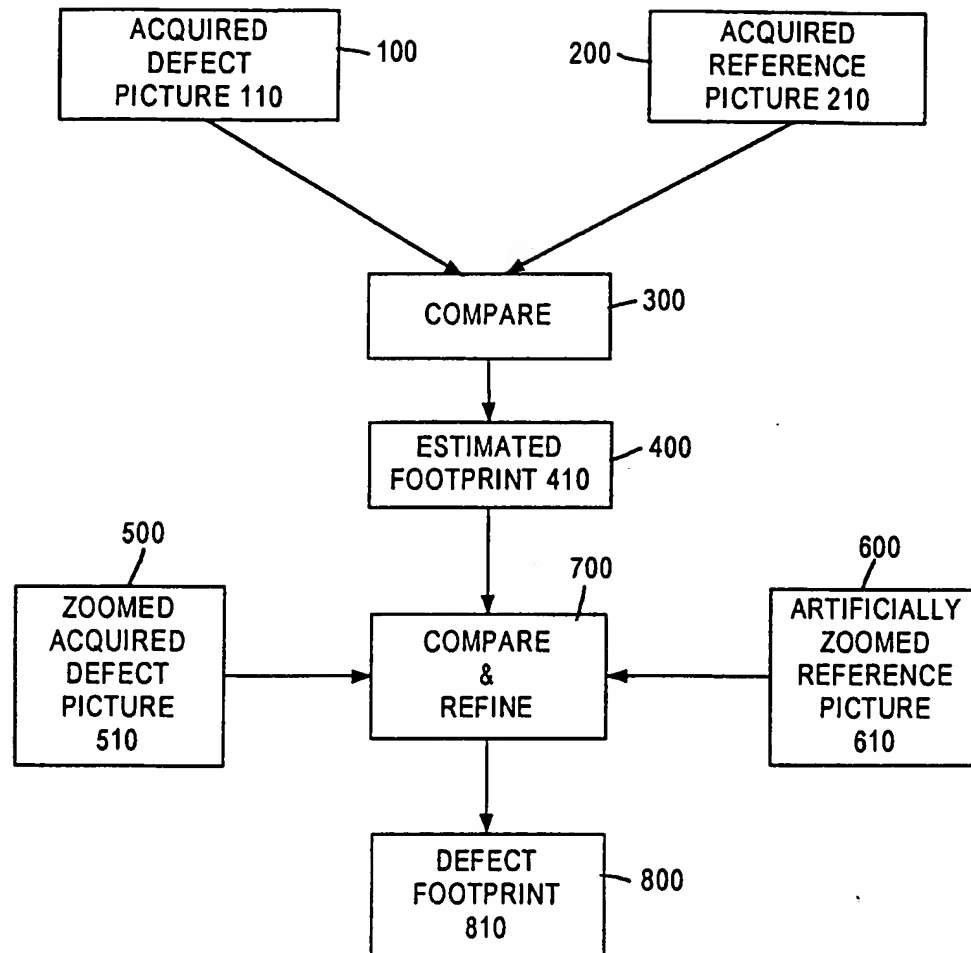 ACQUIRED
DEFECT
PICTURE 110
100
200
ACQUIRED
REFERENCE
PICTURE 210
COMPARE
300
ESTIMATED
FOOTPRINT 410
400
500
ZOOMED
ACQUIRED
DEFECT
PICTURE
510
700
COMPARE
&
REFINE
600
ARTIFICIALLY
ZOOMED
REFERENCE
PICTURE
610
DEFECT
FOOTPRINT
810
800